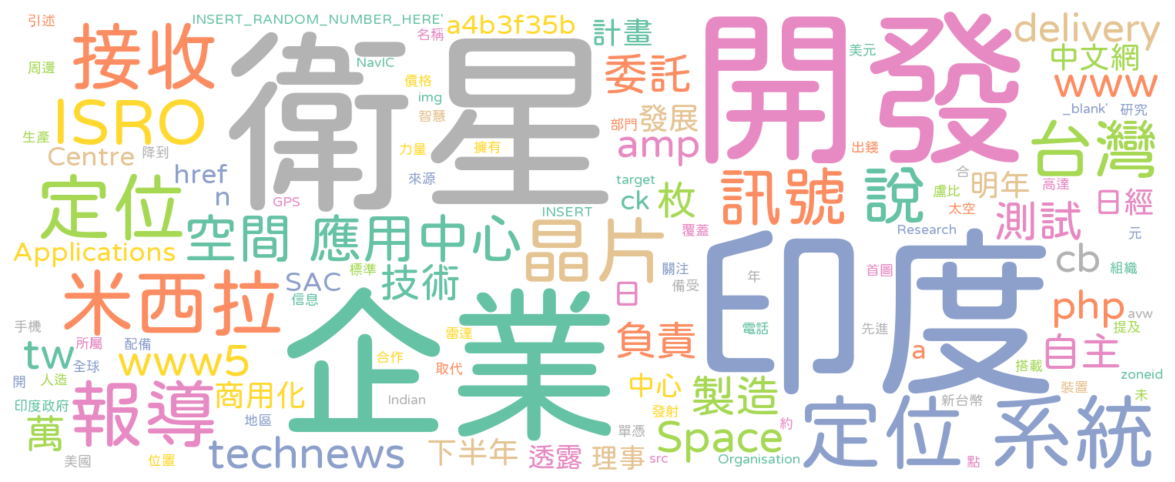 引述
INSERT_RANDOM_NUMBER_HERE'
名稱
a4b3f35b
計畫
美元
delivery
接收
衛星
開發
周邊
NavIC
價格
委託
中文網
www
ISRO
img
智慧
部門
發展
_blank'
研究
生產
力量
擁有
amp
出錢
台灣
Centre
降到
href
來源
target
ck
枚
訊號
說
合
盧比
明年
高達
日經
定位
n
GPS
INSERT
太空
測試
空間
應用中心
晶片
覆蓋
Research
元
Applications
標準
技術
關注
備受
年
首圖
cb
組織
米西拉
SAC
信息
日
手機
企業
雷達
負責
電話
印度
先進
php
avw
提及
所屬
配備
tw
全球
www5
合作
取代
a
自主
搭載
zoneid
開
人造
商用化
Indian
中心
製造
裝置
未
印度政府
報導
地區
發射
新台幣
萬
單憑
Space
約
定位
系統
美國
位置
technews
下半年
透露
理事
src
Organisation
點